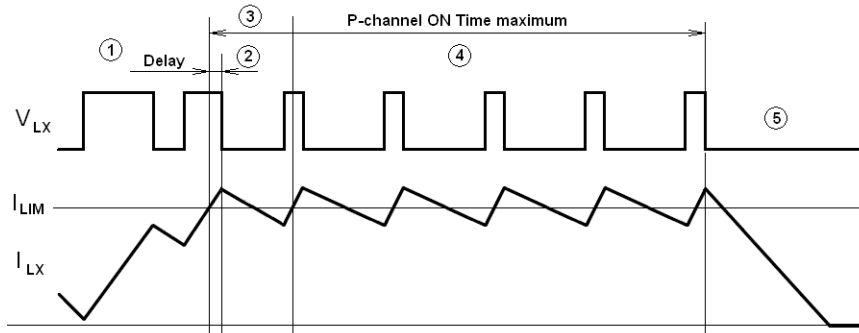 ③ P-channel ON Time maximum
① ② ④
Delay
V LX
⑤
I LIM
I LX